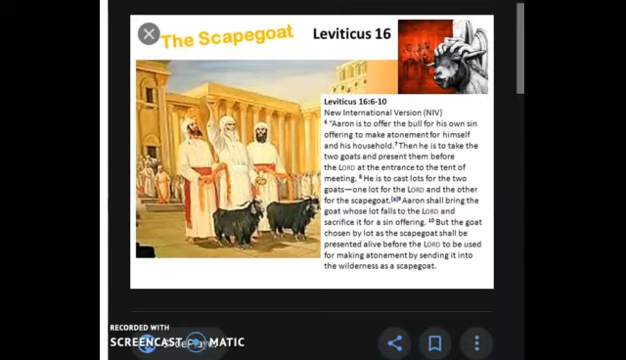 The Scapegoat
Leviticus 16
Leviticus 16:6-10
New International Version (NIV)
6 "Aaron is to offer the bull for his own sin
offering to make atonement for himself
and his household. 7 Then he is to take the
two goats and present them before
the LORD at the entrance to the tent of
meeting. 8 He is to cast lots for the two
goats—one lot for the LORD and the other
for the scapegoat.[a]9 Aaron shall bring the
goat whose lot falls to the LORD and
sacrifice it for a sin offering. 10 But the goat
chosen by lot as the scapegoat shall be
presented alive before the LORD to be used
for making atonement by sending it into
the wilderness as a scapegoat.
RECORDED WITH
SCREENCAST MATIC